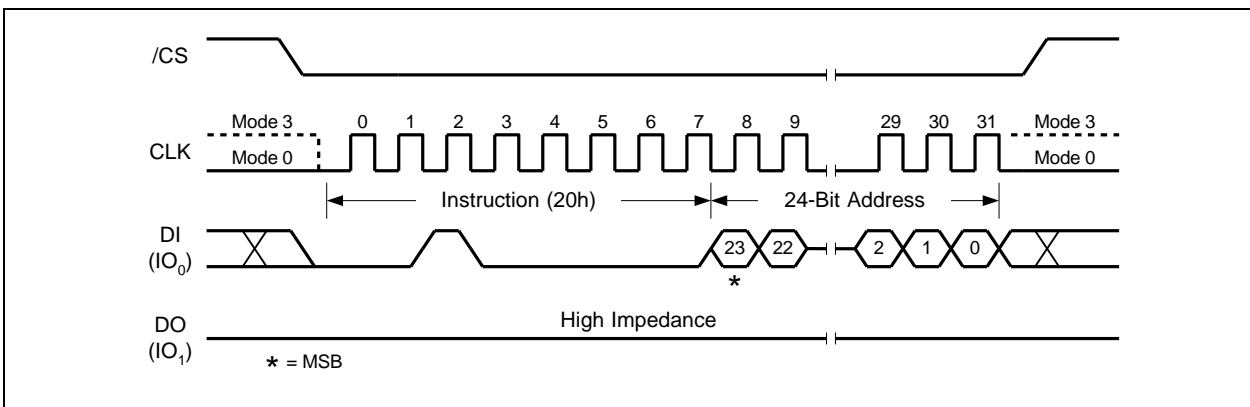 /CS
Mode 3 0 1 2 3 4 5 6 7 8 9 29 30 31 Mode 3
CLK
Mode 0 Mode 0
Instruction (20h) 24-Bit Address
DI
(IO0) 23 22 2 1 0
*
High Impedance
DO
(IO1)
* = MSB